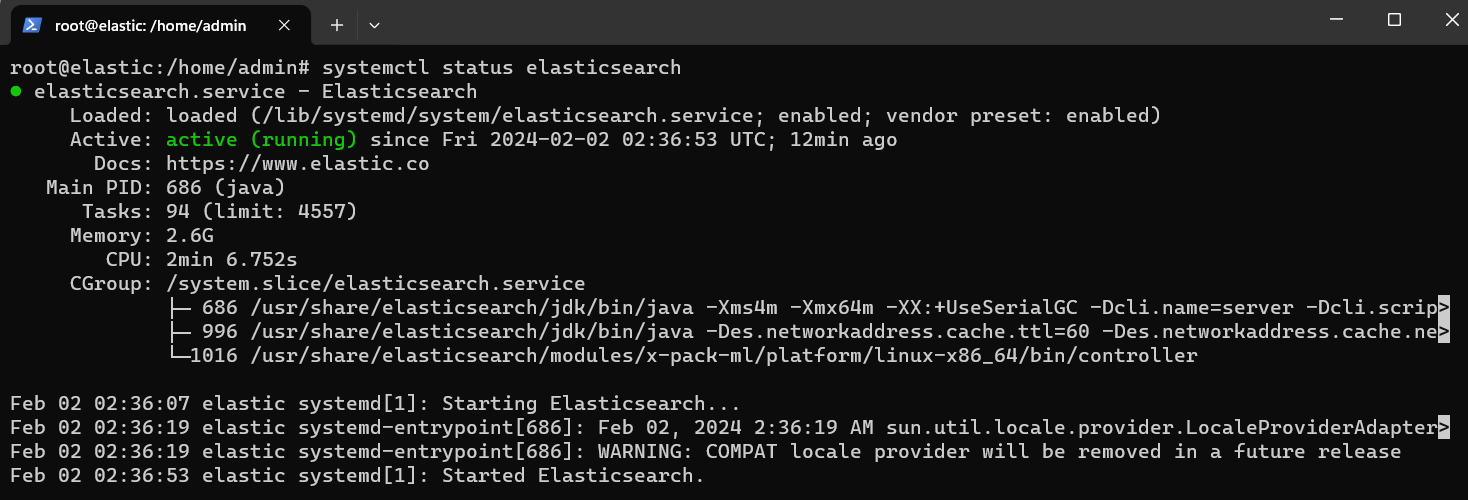 root@elastic: /home/admin
root@elastic:/home/admin# systemctl status elasticsearch
● elasticsearch.service - Elasticsearch
     Loaded: loaded (/lib/systemd/system/elasticsearch.service; enabled; vendor preset: enabled)
     Active: active (running) since Fri 2024-02-02 02:36:53 UTC; 12min ago
       Docs: https://www.elastic.co
   Main PID: 686 (java)
      Tasks: 94 (limit: 4557)
     Memory: 2.6G
        CPU: 2min 6.752s
     CGroup: /system.slice/elasticsearch.service
             ├─ 686 /usr/share/elasticsearch/jdk/bin/java -Xms4m -Xmx64m -XX:+UseSerialGC -Dcli.name=server -Dcli.scrip>
             ├─ 996 /usr/share/elasticsearch/jdk/bin/java -Des.networkaddress.cache.ttl=60 -Des.networkaddress.cache.ne>
             └─1016 /usr/share/elasticsearch/modules/x-pack-ml/platform/linux-x86_64/bin/controller
Feb 02 02:36:07 elastic systemd[1]: Starting Elasticsearch...
Feb 02 02:36:19 elastic systemd-entrypoint[686]: Feb 02, 2024 2:36:19 AM sun.util.locale.provider.LocaleProviderAdapter>
Feb 02 02:36:19 elastic systemd-entrypoint[686]: WARNING: COMPAT locale provider will be removed in a future release
Feb 02 02:36:53 elastic systemd[1]: Started Elasticsearch.